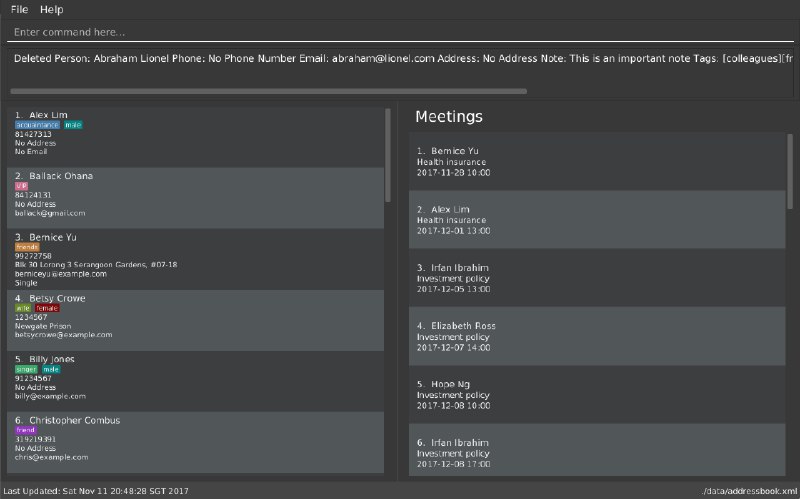 File Help
Enter command here...
Deleted Person: Abraham Lionel Phone: No Phone Number Email: abraham@lionel.com Address: No Address Note: This is an important note Tags: [colleagues][fr
1. Alex Lim
acquaintance male
81427313
No Address
No Email
2. Ballack Ohana
VIP
84124131
No Address
ballack@gmail.com
3. Bernice Yu
friends
99272758
Blk 30 Lorong 3 Serangoon Gardens, #07-18
berniceyu@example.com
Single
4. Betsy Crowe
wife female
1234567
Newgate Prison
betsycrowe@example.com
5. Billy Jones
singer male
91234567
No Address
billy@example.com
6. Christopher Combus
friend
319219391
No Address
chris@example.com
Meetings
1. Bernice Yu
Health insurance
2017-11-28 10:00
2. Alex Lim
Health insurance
2017-12-01 13:00
3. Irfan Ibrahim
Investment policy
2017-12-05 13:00
4. Elizabeth Ross
Investment policy
2017-12-07 14:00
5. Hope Ng
Investment policy
2017-12-08 10:00
6. Irfan Ibrahim
Investment policy
2017-12-08 17:00
Last Updated: Sat Nov 11 20:48:28 SGT 2017
./data/addressbook.xml